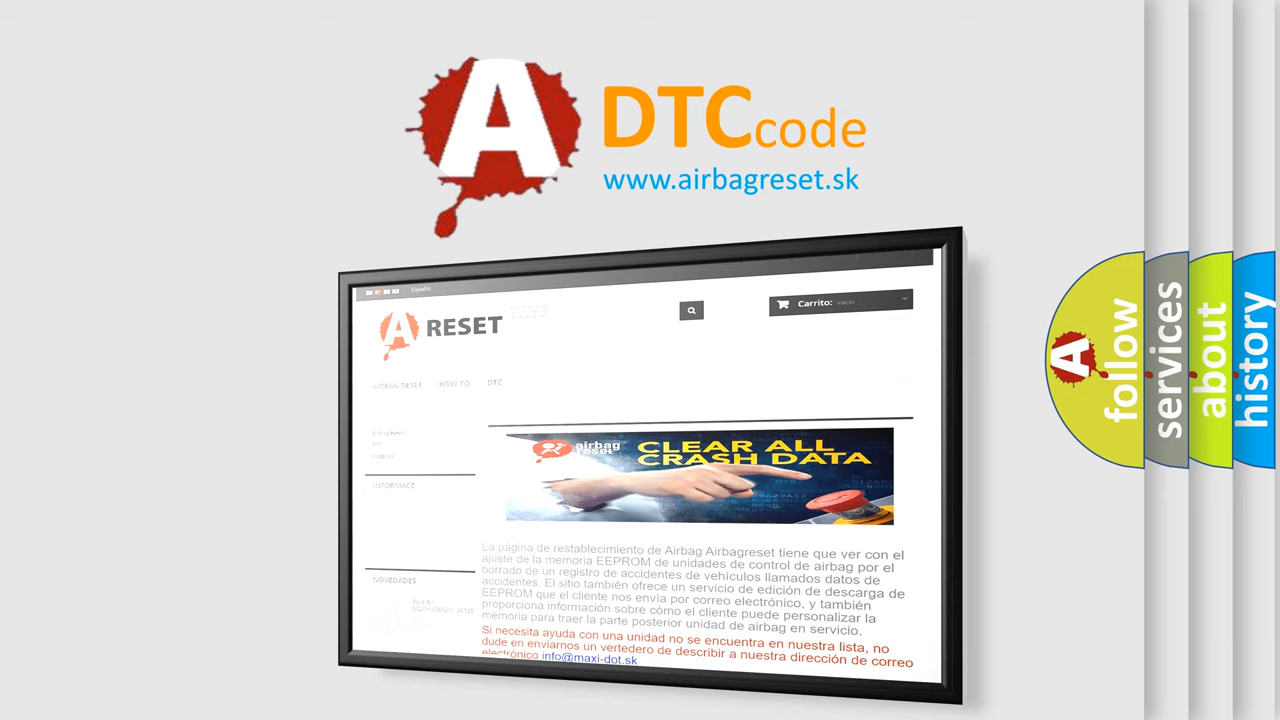 A DTCcode
www.airbagreset.sk
Español
A RESET
Carrito: vacío
AIRBAG RESET HOW TO DTC
Airbag Reset
DTC
INFORMACE
airbag
reset
CLEAR ALL
CRASH DATA
La página de restablecimiento de Airbag Airbagreset tiene que ver con el
ajuste de la memoria EEPROM de unidades de control de airbag por el
borrado de un registro de accidentes de vehículos llamados datos de
accidentes. El sitio también ofrece un servicio de edición de descarga de
EEPROM que el cliente nos envía por correo electrónico, y también
proporciona información sobre cómo el cliente puede personalizar la
memoria para traer la parte posterior unidad de airbag en servicio.
Si necesita ayuda con una unidad no se encuentra en nuestra lista, no
dude en enviarnos un vertedero de describir a nuestra dirección de correo
electrónico info@maxi-dot.sk
NOVEDADES
A follow
services
about
history